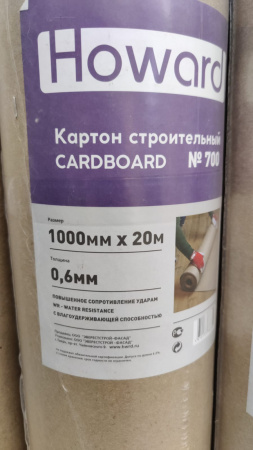 Howard
Картон строительный
CARDBOARD № 700
Размер
1000мм х 20м
Толщина
0,6мм
ПОВЫШЕННОЕ СОПРОТИВЛЕНИЕ УДАРАМ
WR - WATER RESISTANCE
С ВЛАГОУДЕРЖИВАЮЩЕЙ СПОСОБНОСТЬЮ